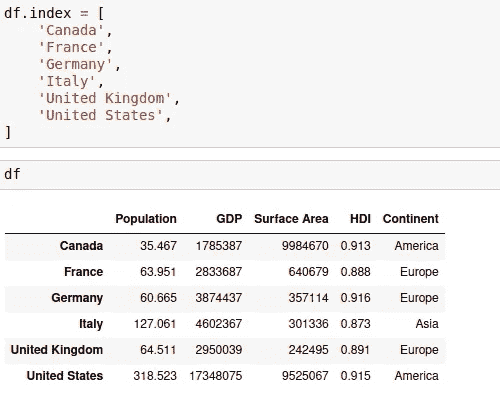 df.index = [
    'Canada',
    'France',
    'Germany',
    'Italy',
    'United Kingdom',
    'United States',
]
df
Population GDP Surface Area HDI Continent
Canada 35.467 1785387 9984670 0.913 America
France 63.951 2833687 640679 0.888 Europe
Germany 60.665 3874437 357114 0.916 Europe
Italy 127.061 4602367 301336 0.873 Asia
United Kingdom 64.511 2950039 242495 0.891 Europe
United States 318.523 17348075 9525067 0.915 America